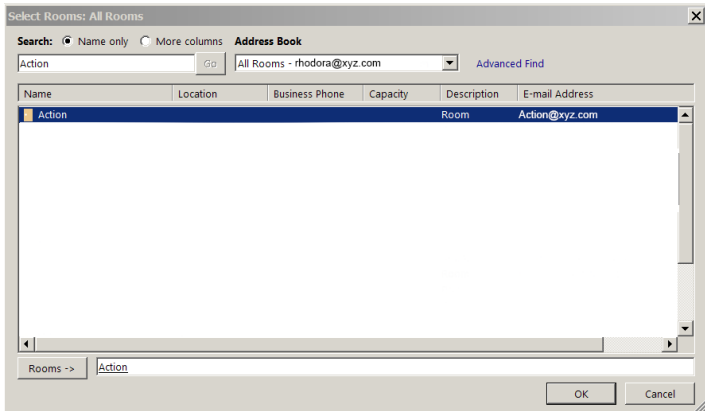 Select Rooms: All Rooms
Search: Name only More columns Address Book
Action Go All Rooms - rhodora@xyz.com Advanced Find
Name Location Business Phone Capacity Description E-mail Address
Action Room Action@xyz.com
Rooms -> Action
OK Cancel